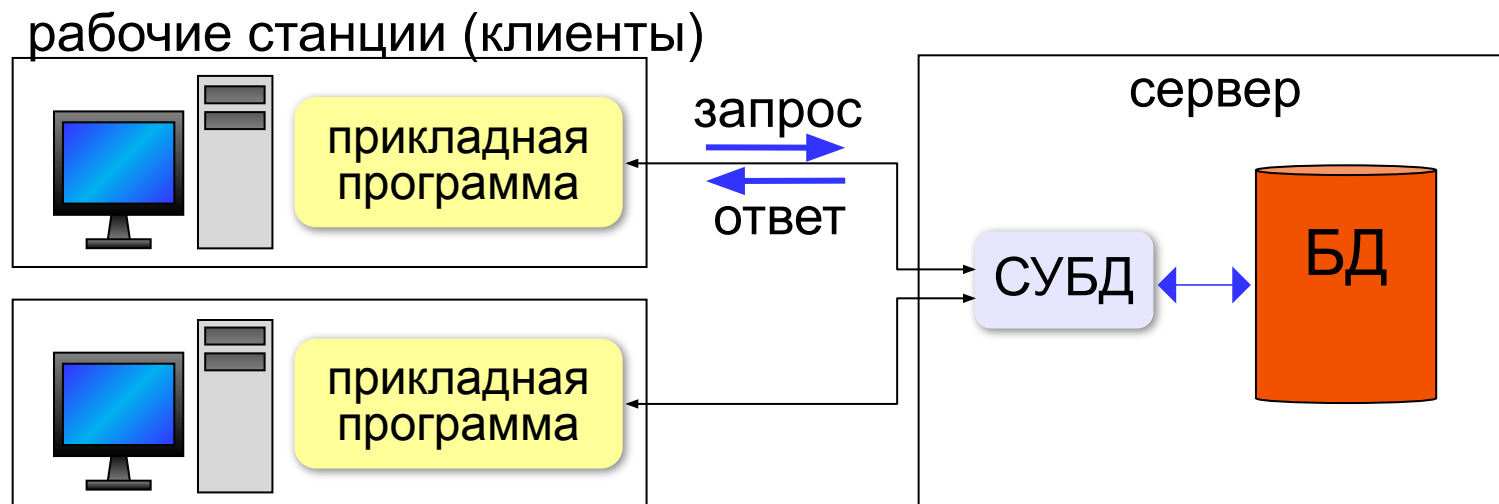 рабочие станции (клиенты)
прикладная
программа
запрос
ответ
сервер
СУБД
БД
прикладная
программа